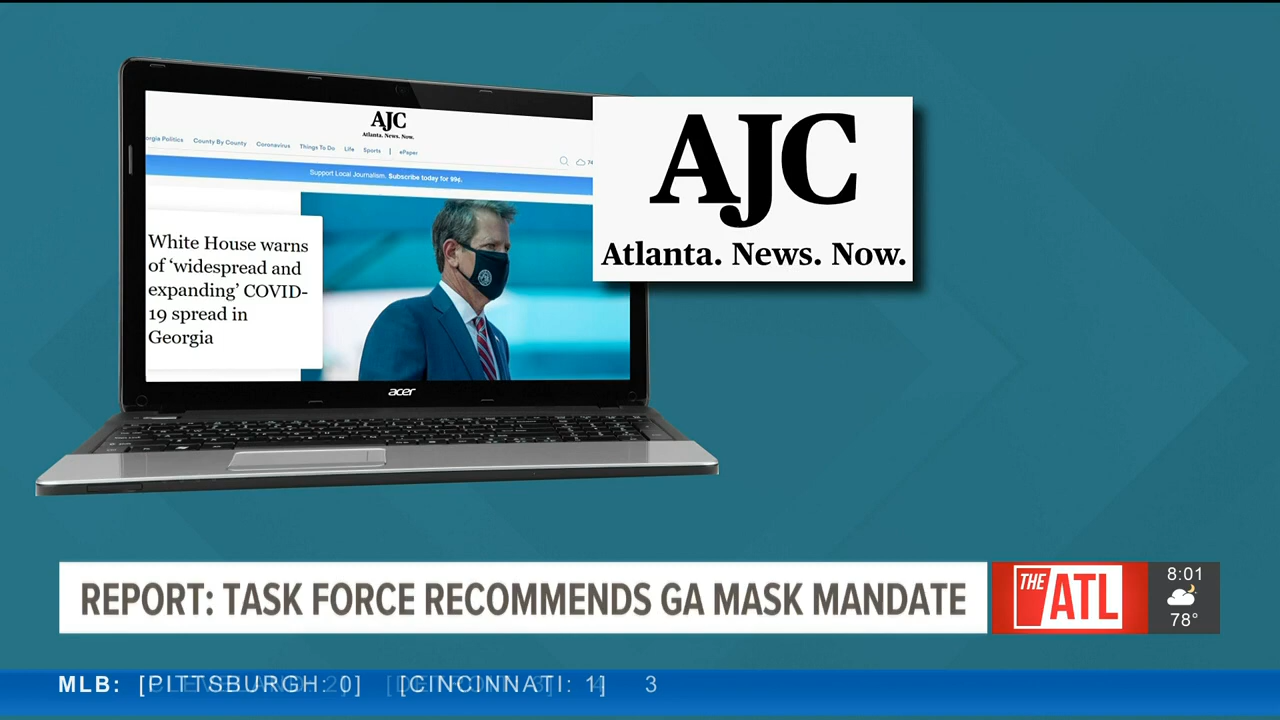 AJC
Atlanta. News. Now.
orgia Politics County By County Coronavirus Things To Do Life Sports | ePaper
74
Support Local Journalism. Subscribe today for 99¢.
White House warns
of ‘widespread and
expanding’ COVID-
19 spread in
Georgia
acer
AJC
Atlanta. News. Now.
REPORT: TASK FORCE RECOMMENDS GA MASK MANDATE
THE ATL
8:01
78°
MLB: [PITTSBURGH: 0] [CINCINNATI: 1] 3